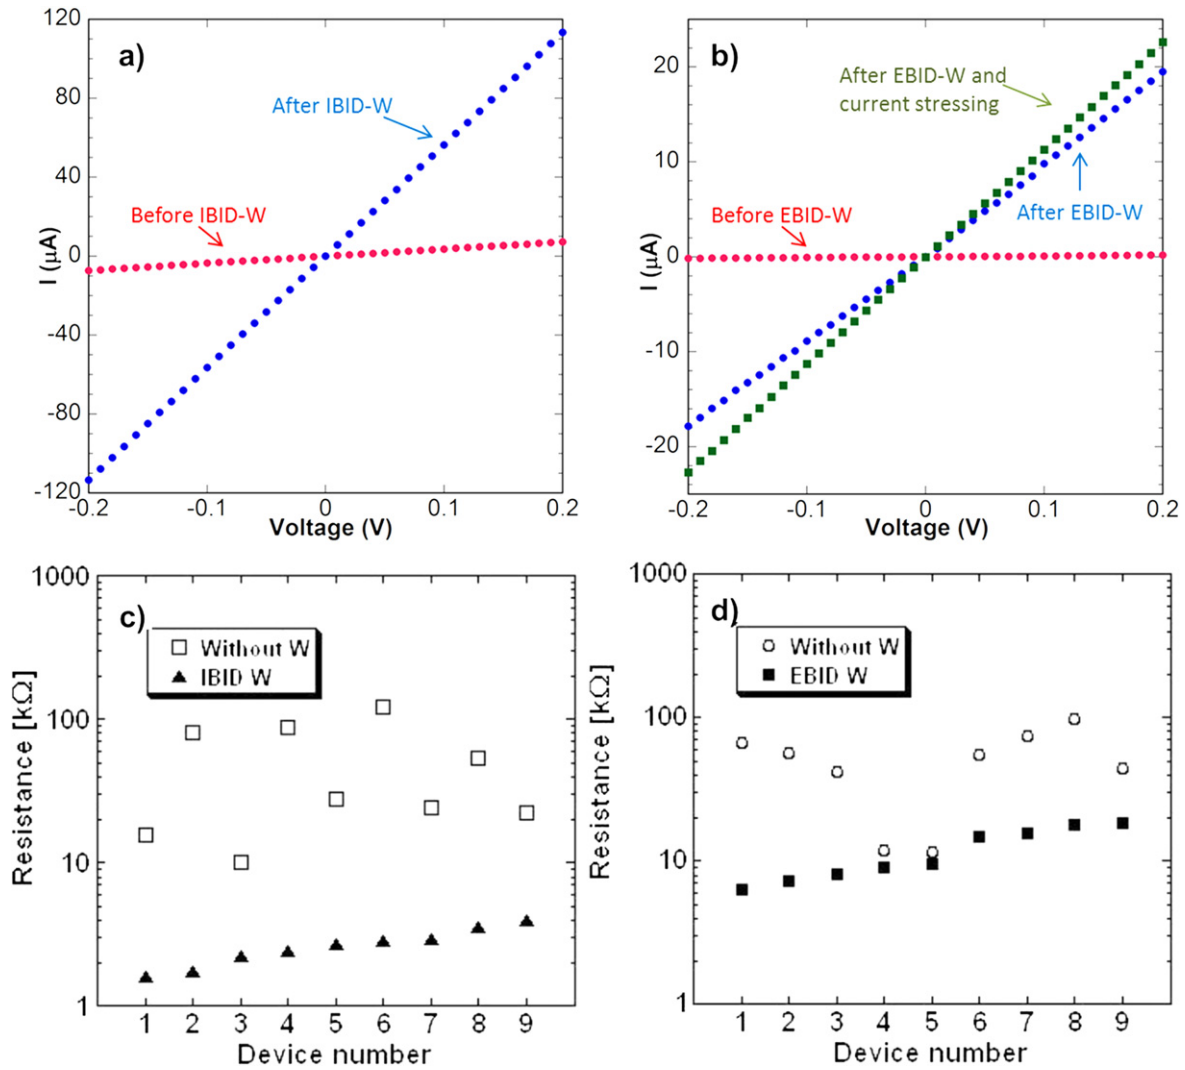 a)
120
80
40
0
-40
-80
-120
I (μA)
After IBID-W
Before IBID-W
-0.2
-0.1
0
0.1
0.2
Voltage (V)
b)
20
10
0
-10
-20
I (μA)
After EBID-W and
current stressing
Before EBID-W
After EBID-W
-0.2
-0.1
0
0.1
0.2
Voltage (V)
c)
1000
100
10
1
Resistance [kΩ]
Without W
IBID W
1 2 3 4 5 6 7 8 9
Device number
d)
1000
100
10
1
Resistance [kΩ]
Without W
EBID W
1 2 3 4 5 6 7 8 9
Device number